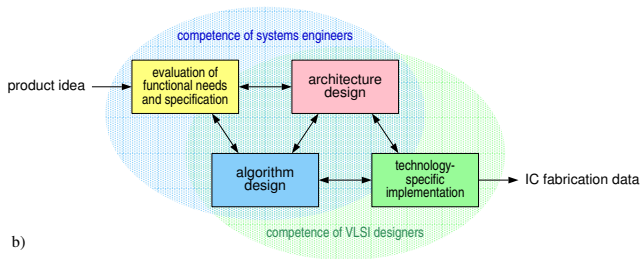 competence of systems engineers
product idea
evaluation of
functional needs
and specification
architecture
design
algorithm
design
technology-
specific
implementation
IC fabrication data
competence of VLSI designers
b)